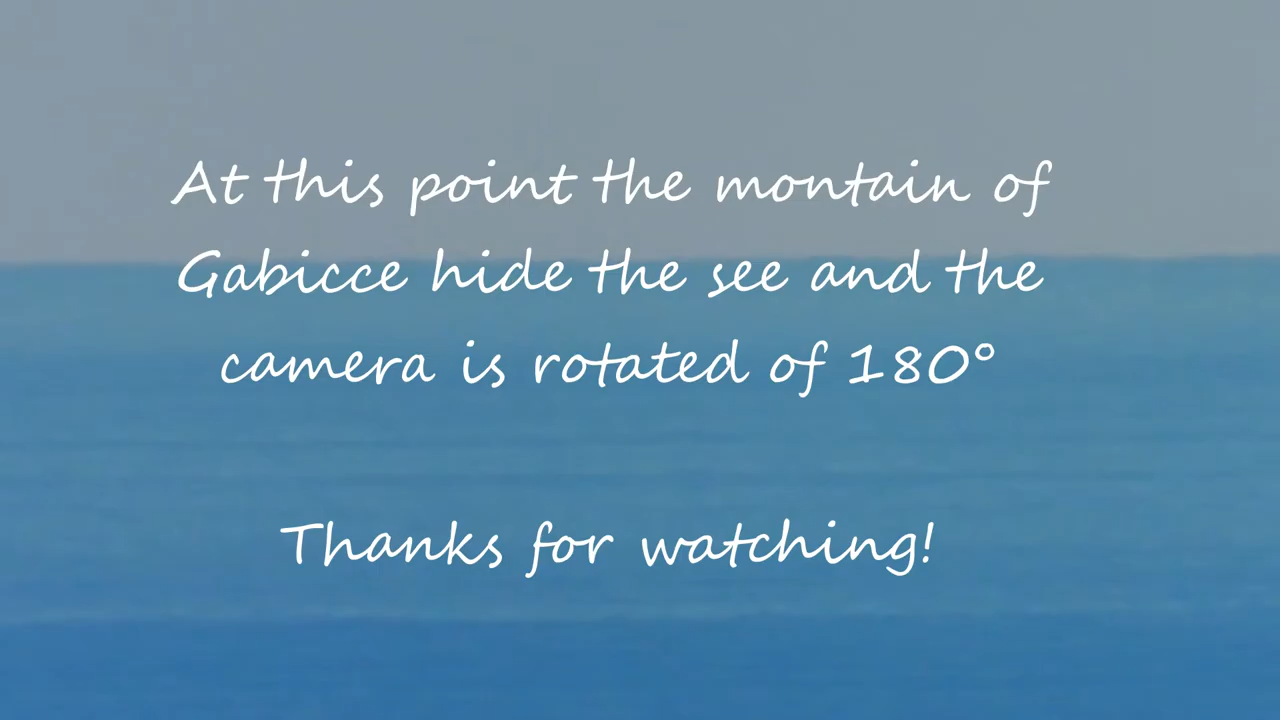 At this point the montain of
Gabicce hide the see and the
camera is rotated of 180°
Thanks for watching!